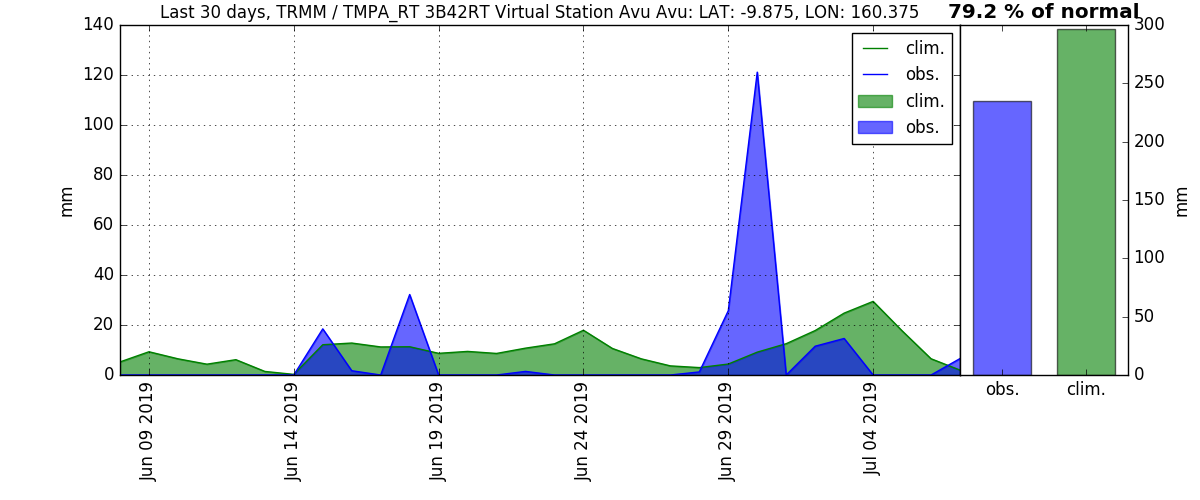 Last 30 days, TRMM / TMPA_RT 3B42RT Virtual Station Avu Avu: LAT: -9.875, LON: 160.375
79.2 % of normal
140
120
100
80
60
40
20
0
mm
clim.
obs.
clim.
obs.
Jun 09 2019
Jun 14 2019
Jun 19 2019
Jun 24 2019
Jun 29 2019
Jul 04 2019
300
250
200
150
100
50
0
mm
obs.
clim.